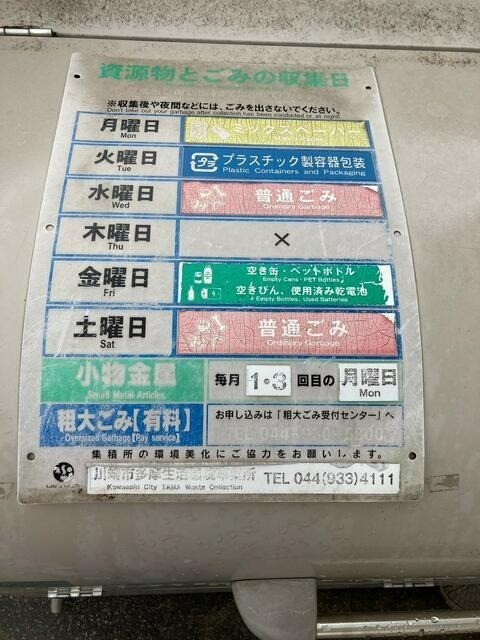 資源物とごみの収集日
※収集後や夜間などには、ごみを出さないでください。
Don't take out your garbage after collection has been conducted or at night.
月曜日 ミックスペーパー
Mon
火曜日 プラスチック製容器包装
Tue Plastic Containers and Packaging
水曜日 普通ごみ
Wed Ordinary Garbage
木曜日 ×
Thu
金曜日 空き缶・ペットボトル
Empty Cans・PET Bottles
Fri 空きびん、使用済み乾電池
Empty Bottles, Used Batteries
土曜日 普通ごみ
Sat Ordinary Garbage
小物金属 毎月 1・3 回目の 月曜日
Small Metal Articles Mon
粗大ごみ【有料】 お申し込みは「粗大ごみ受付センター」へ
Oversized Garbage【Pay service】
集積所の環境美化にご協力をお願いします。
川崎市多摩生活環境事業所 TEL 044(933)4111
Kawasaki City TAMA Waste Collection